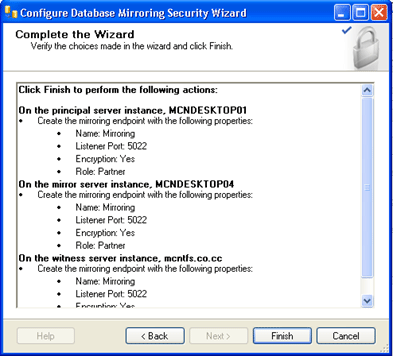 Configure Database Mirroring Security Wizard
Complete the Wizard
Verify the choices made in the wizard and click Finish.
Click Finish to perform the following actions:
On the principal server instance, MCNDESKTOP01
• Create the mirroring endpoint with the following properties:
• Name: Mirroring
• Listener Port: 5022
• Encryption: Yes
• Role: Partner
On the mirror server instance, MCNDESKTOP04
• Create the mirroring endpoint with the following properties:
• Name: Mirroring
• Listener Port: 5022
• Encryption: Yes
• Role: Partner
On the witness server instance, mcntfs.co.cc
• Create the mirroring endpoint with the following properties:
• Name: Mirroring
• Listener Port: 5022
• Encryption: Yes
Help
< Back
Next >
Finish
Cancel